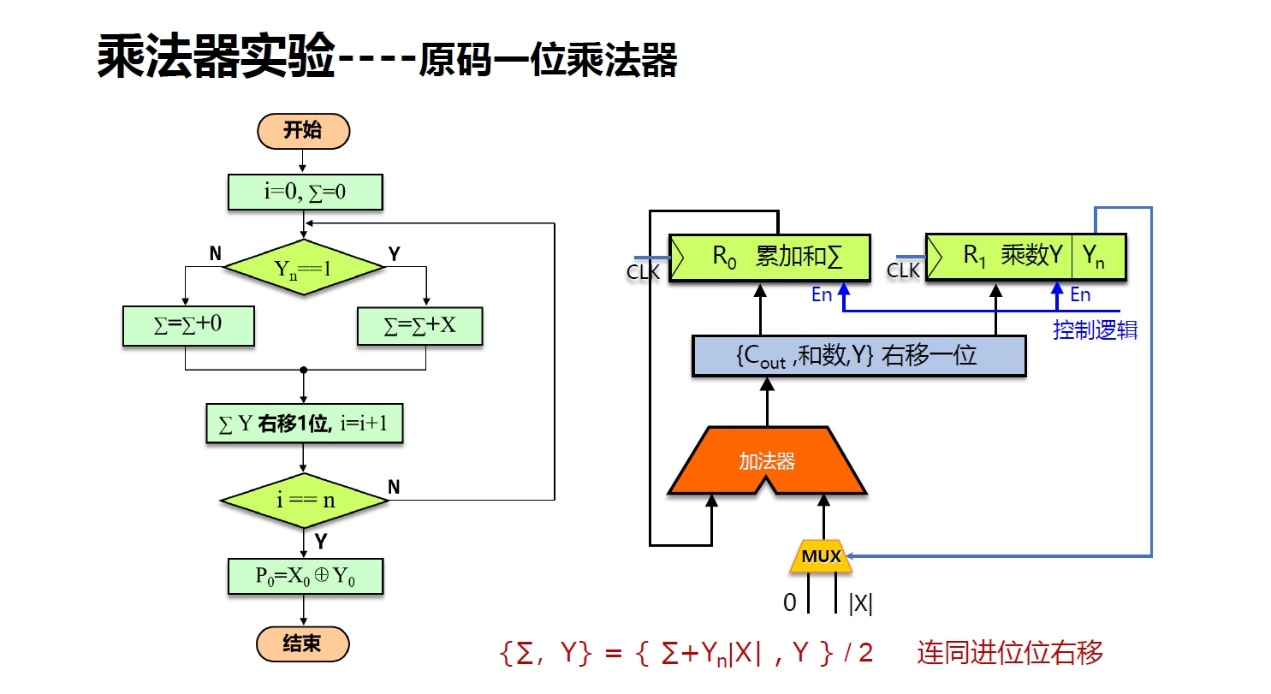 乘法器实验----原码一位乘法器
开始
i=0, ∑=0
N
Y
Yₙ==1
∑=∑+0
∑=∑+X
∑ Y 右移1位, i=i+1
i == n
N
Y
P₀=X₀⊕Y₀
结束
R₀ 累加和∑
R₁ 乘数Y Yₙ
CLK
CLK
En
En
控制逻辑
{Cout ,和数,Y} 右移一位
加法器
MUX
0
|X|
{∑, Y} = { ∑+Yₙ|X| , Y } / 2 连同进位位右移